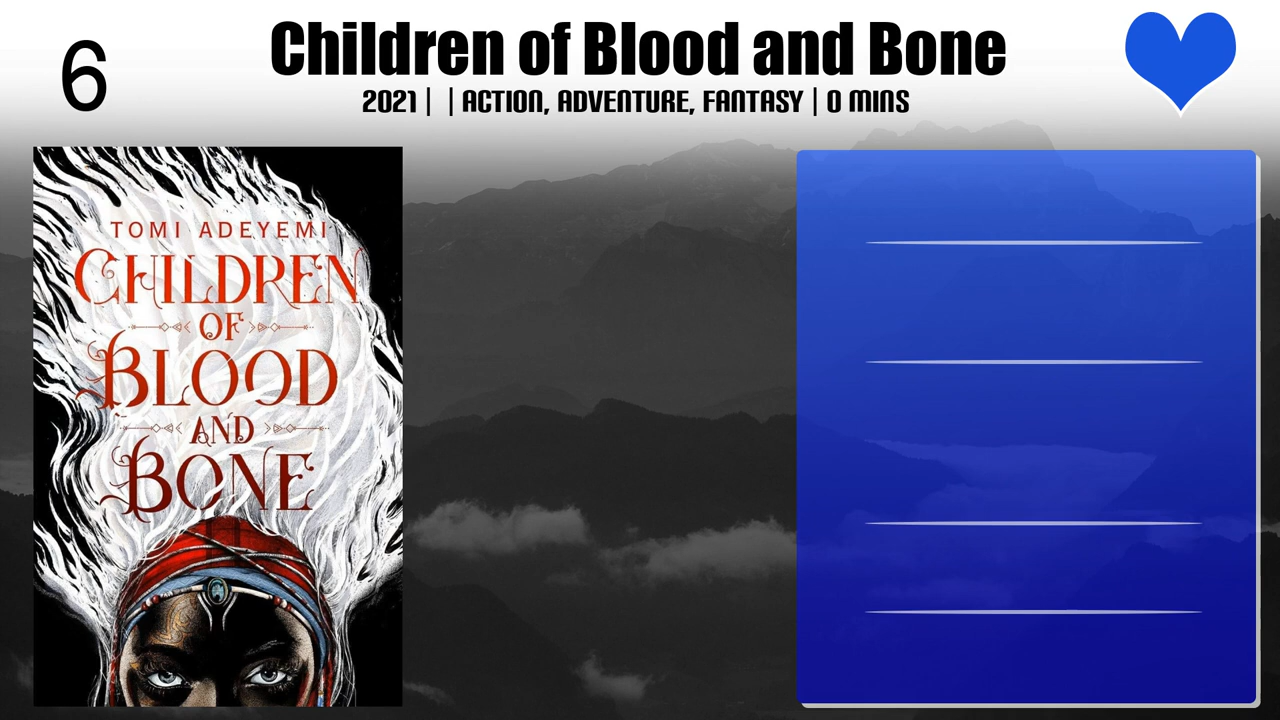 6
Children of Blood and Bone
2021 | | ACTION, ADVENTURE, FANTASY | 0 MINS
TOMI ADEYEMI
CHILDREN
OF
BLOOD
AND
BONE